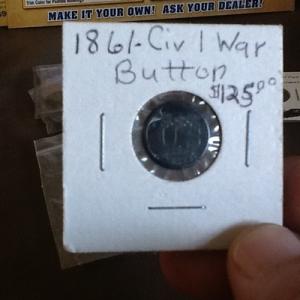 MAKE IT YOUR OWN! ASK YOUR DEALER!
1861-Civil War
Button
$125.00